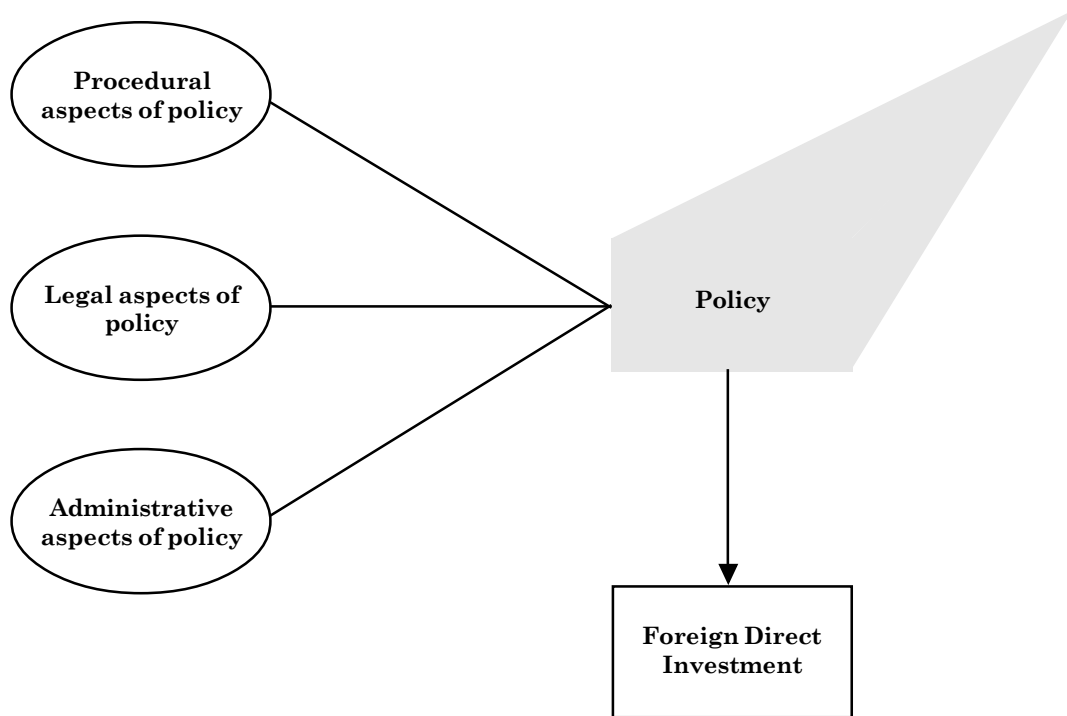 Procedural
aspects of policy
Legal aspects of
policy
Policy
Administrative
aspects of policy
Foreign Direct
Investment